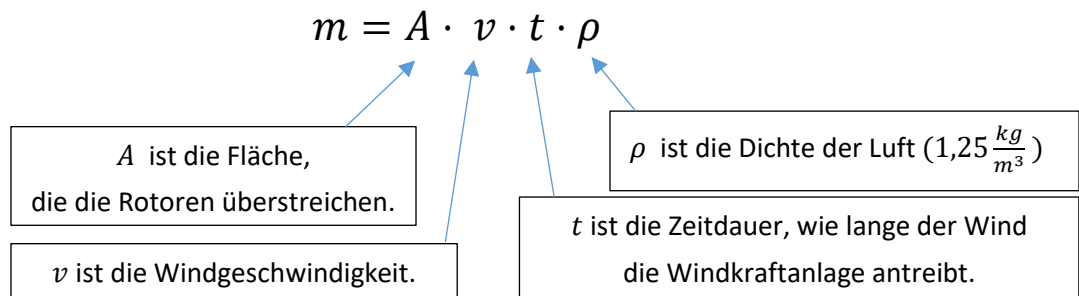 m = A · v · t · ρ
A ist die Fläche,
die die Rotoren überstreichen.
ρ ist die Dichte der Luft (1,25 kg/m³)
v ist die Windgeschwindigkeit.
t ist die Zeitdauer, wie lange der Wind
die Windkraftanlage antreibt.